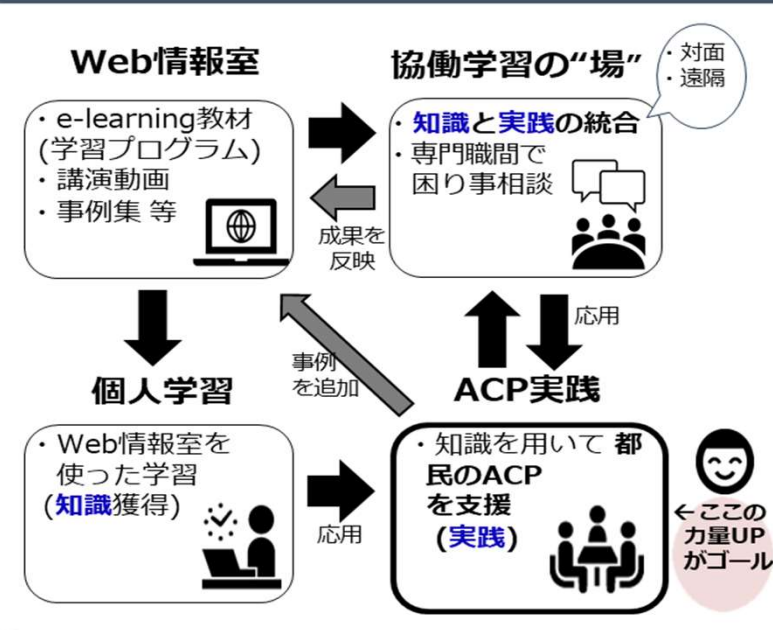 Web情報室
・e-learning教材
(学習プログラム)
・講演動画
・事例集 等
協働学習の“場”
・対面
・遠隔
・知識と実践の統合
・専門職間で
困り事相談
成果を
反映
事例
を追加
応用
個人学習
・Web情報室を
使った学習
(知識獲得)
応用
ACP実践
・知識を用いて 都
民のACP
を支援
(実践)
←ここの
力量UP
がゴール